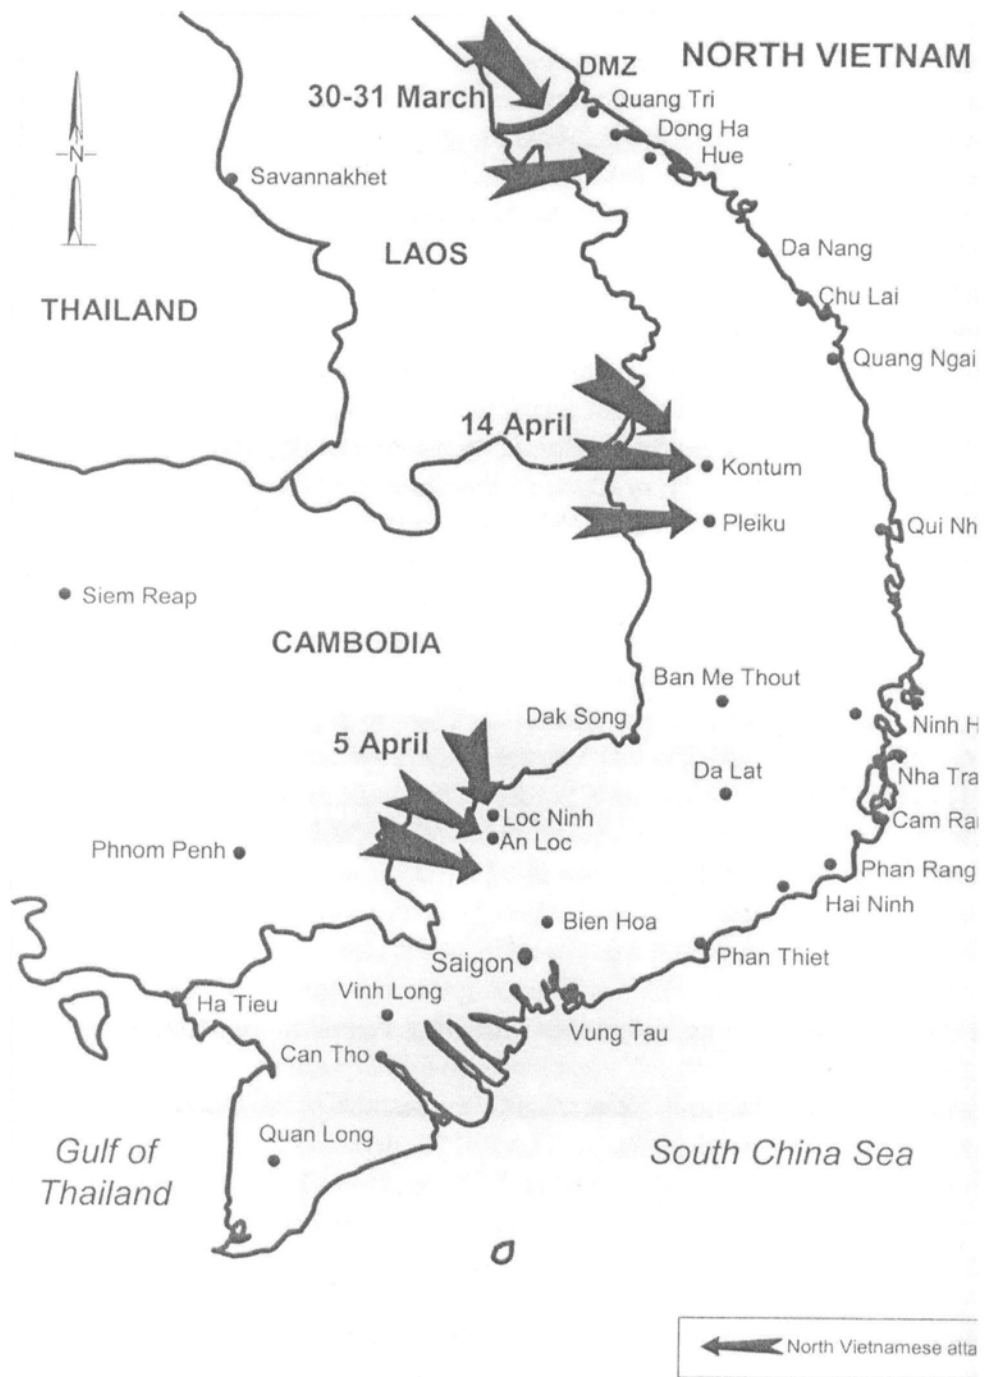 NORTH VIETNAM
DMZ
30-31 March
Quang Tri
Dong Ha
Hue
N
Savannakhet
LAOS
Da Nang
THAILAND
Chu Lai
Quang Ngai
14 April
Kontum
Pleiku
Qui Nh
Siem Reap
CAMBODIA
Ban Me Thout
Dak Song
Ninh H
5 April
Da Lat
Nha Tra
Loc Ninh
Cam Ra
An Loc
Phnom Penh
Phan Rang
Hai Ninh
Bien Hoa
Phan Thiet
Saigon
Ha Tieu
Vinh Long
Vung Tau
Can Tho
Quan Long
Gulf of
Thailand
South China Sea
North Vietnamese atta